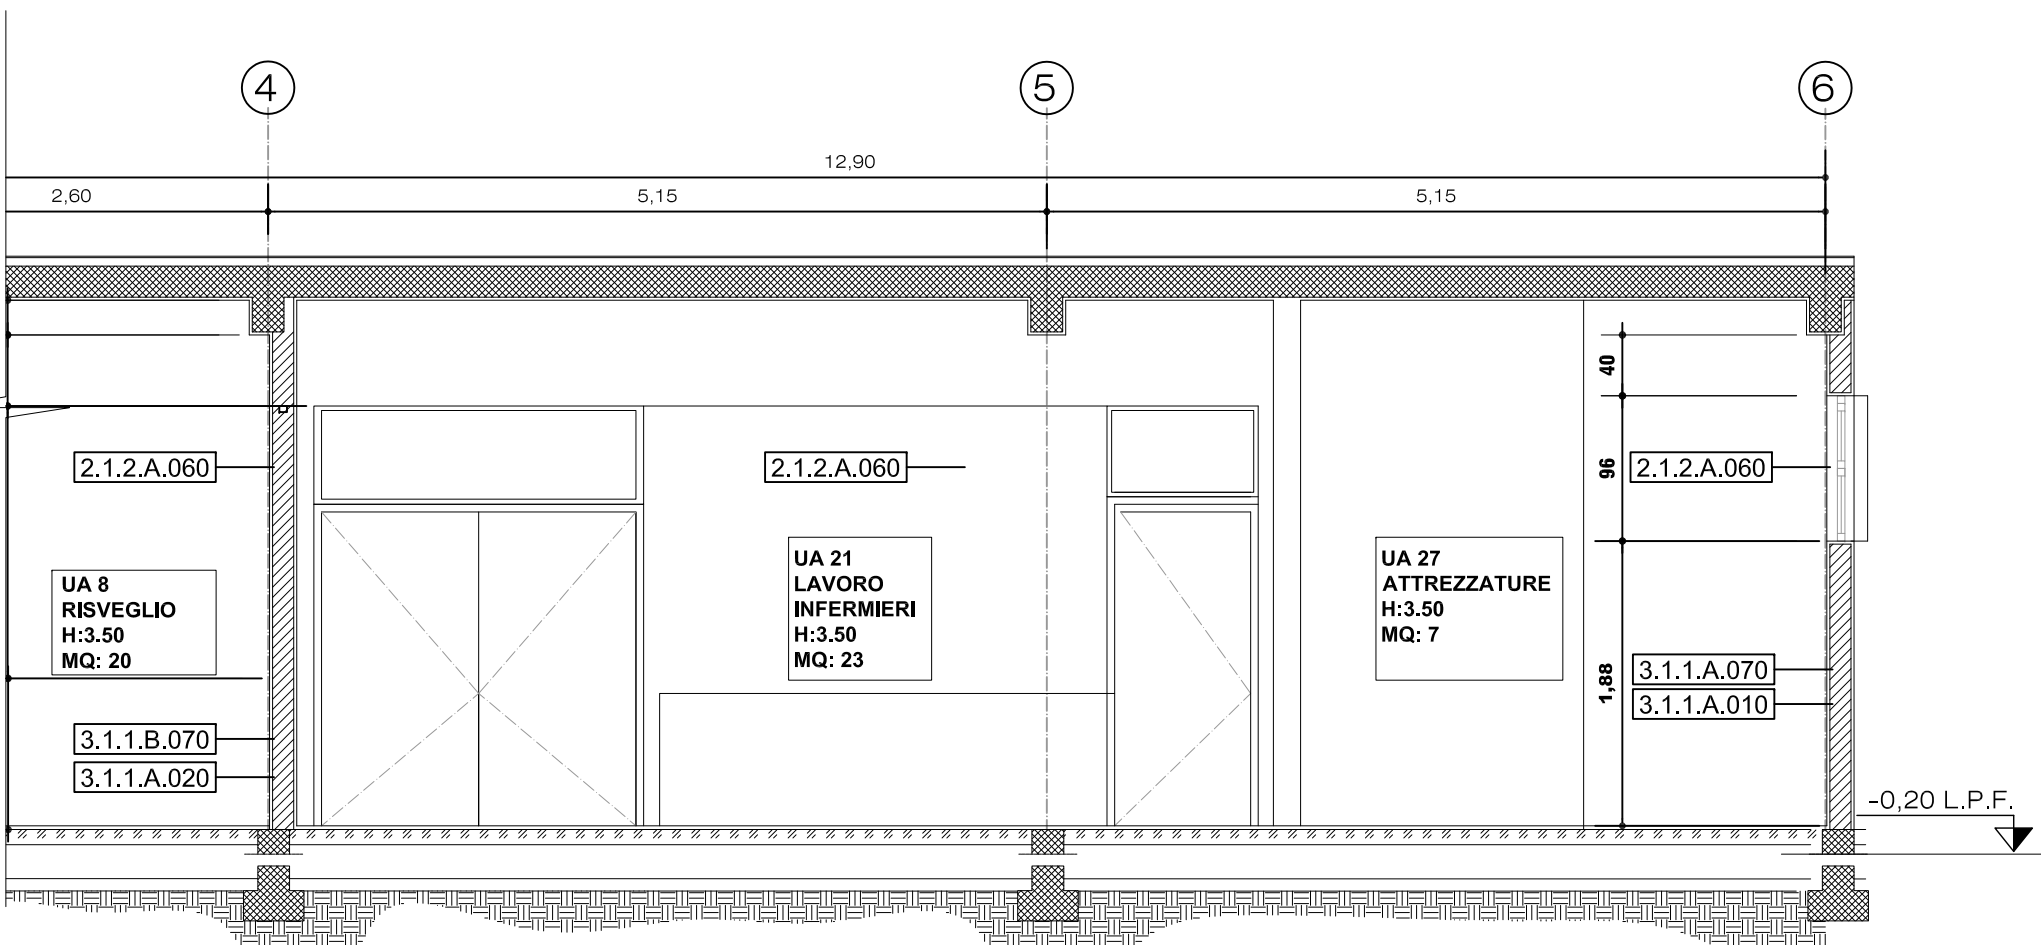 4
5
6
12,90
2,60
5,15
5,15
40
96
1,88
2.1.2.A.060
2.1.2.A.060
2.1.2.A.060
UA 8
RISVEGLIO
H:3.50
MQ: 20
UA 21
LAVORO
INFERMIERI
H:3.50
MQ: 23
UA 27
ATTREZZATURE
H:3.50
MQ: 7
3.1.1.B.070
3.1.1.A.020
3.1.1.A.070
3.1.1.A.010
-0,20 L.P.F.